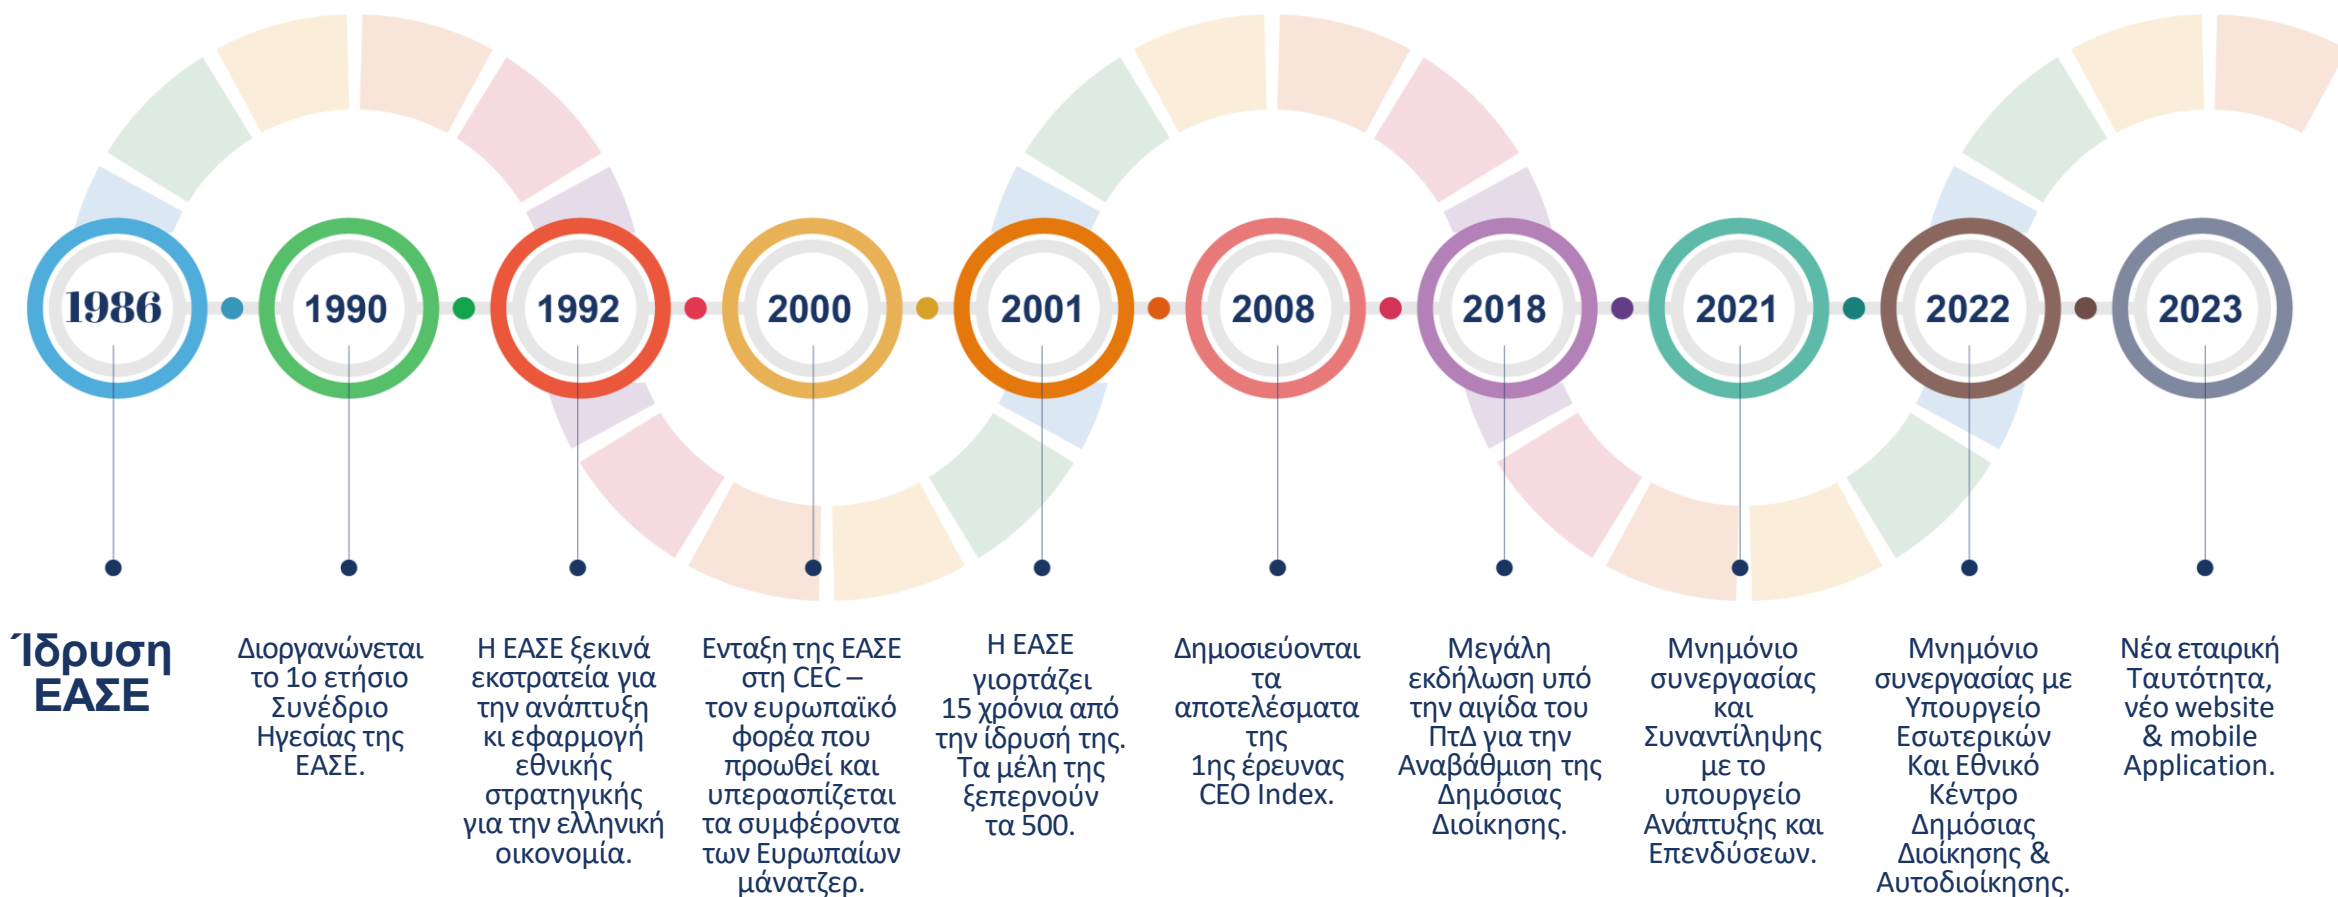 1986
1990
1992
2000
2001
2008
2018
2021
2022
2023
Ίδρυση
ΕΑΣΕ
Διοργανώνεται
το 1ο ετήσιο
Συνέδριο
Ηγεσίας της
ΕΑΣΕ.
Η ΕΑΣΕ ξεκινά
εκστρατεία για
την ανάπτυξη
κι εφαρμογή
εθνικής
στρατηγικής
για την ελληνική
οικονομία.
Ενταξη της ΕΑΣΕ
στη CEC –
τον ευρωπαϊκό
φορέα που
προωθεί και
υπερασπίζεται
τα συμφέροντα
των Ευρωπαίων
μάνατζερ.
Η ΕΑΣΕ
γιορτάζει
15 χρόνια από
την ίδρυσή της.
Τα μέλη της
ξεπερνούν
τα 500.
Δημοσιεύονται
τα
αποτελέσματα
της
1ης έρευνας
CEO Index.
Μεγάλη
εκδήλωση υπό
την αιγίδα του
ΠτΔ για την
Αναβάθμιση της
Δημόσιας
Διοίκησης.
Μνημόνιο
συνεργασίας
και
Συναντίληψης
με το
υπουργείο
Ανάπτυξης και
Επενδύσεων.
Μνημόνιο
συνεργασίας με
Υπουργείο
Εσωτερικών
Και Εθνικό
Κέντρο
Δημόσιας
Διοίκησης &
Αυτοδιοίκησης.
Νέα εταιρική
Ταυτότητα,
νέο website
& mobile
Application.